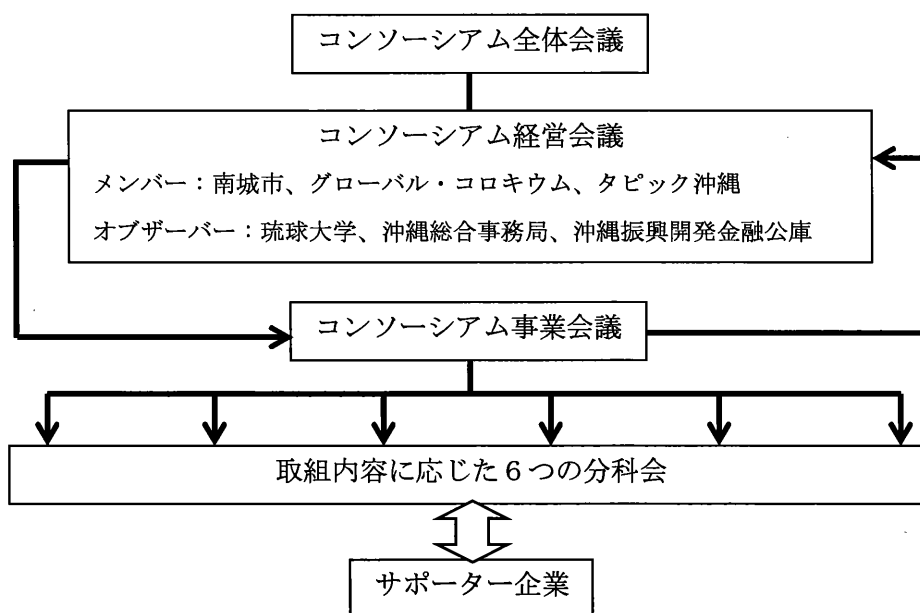 コンソーシアム全体会議
コンソーシアム経営会議
メンバー：南城市、グローバル・コロキウム、タピック沖縄
オブザーバー：琉球大学、沖縄総合事務局、沖縄振興開発金融公庫
コンソーシアム事業会議
取組内容に応じた６つの分科会
サポーター企業